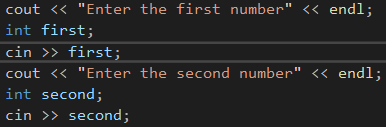 cout << "Enter the first number" << endl;
int first;
cin >> first;
cout << "Enter the second number" << endl;
int second;
cin >> second;